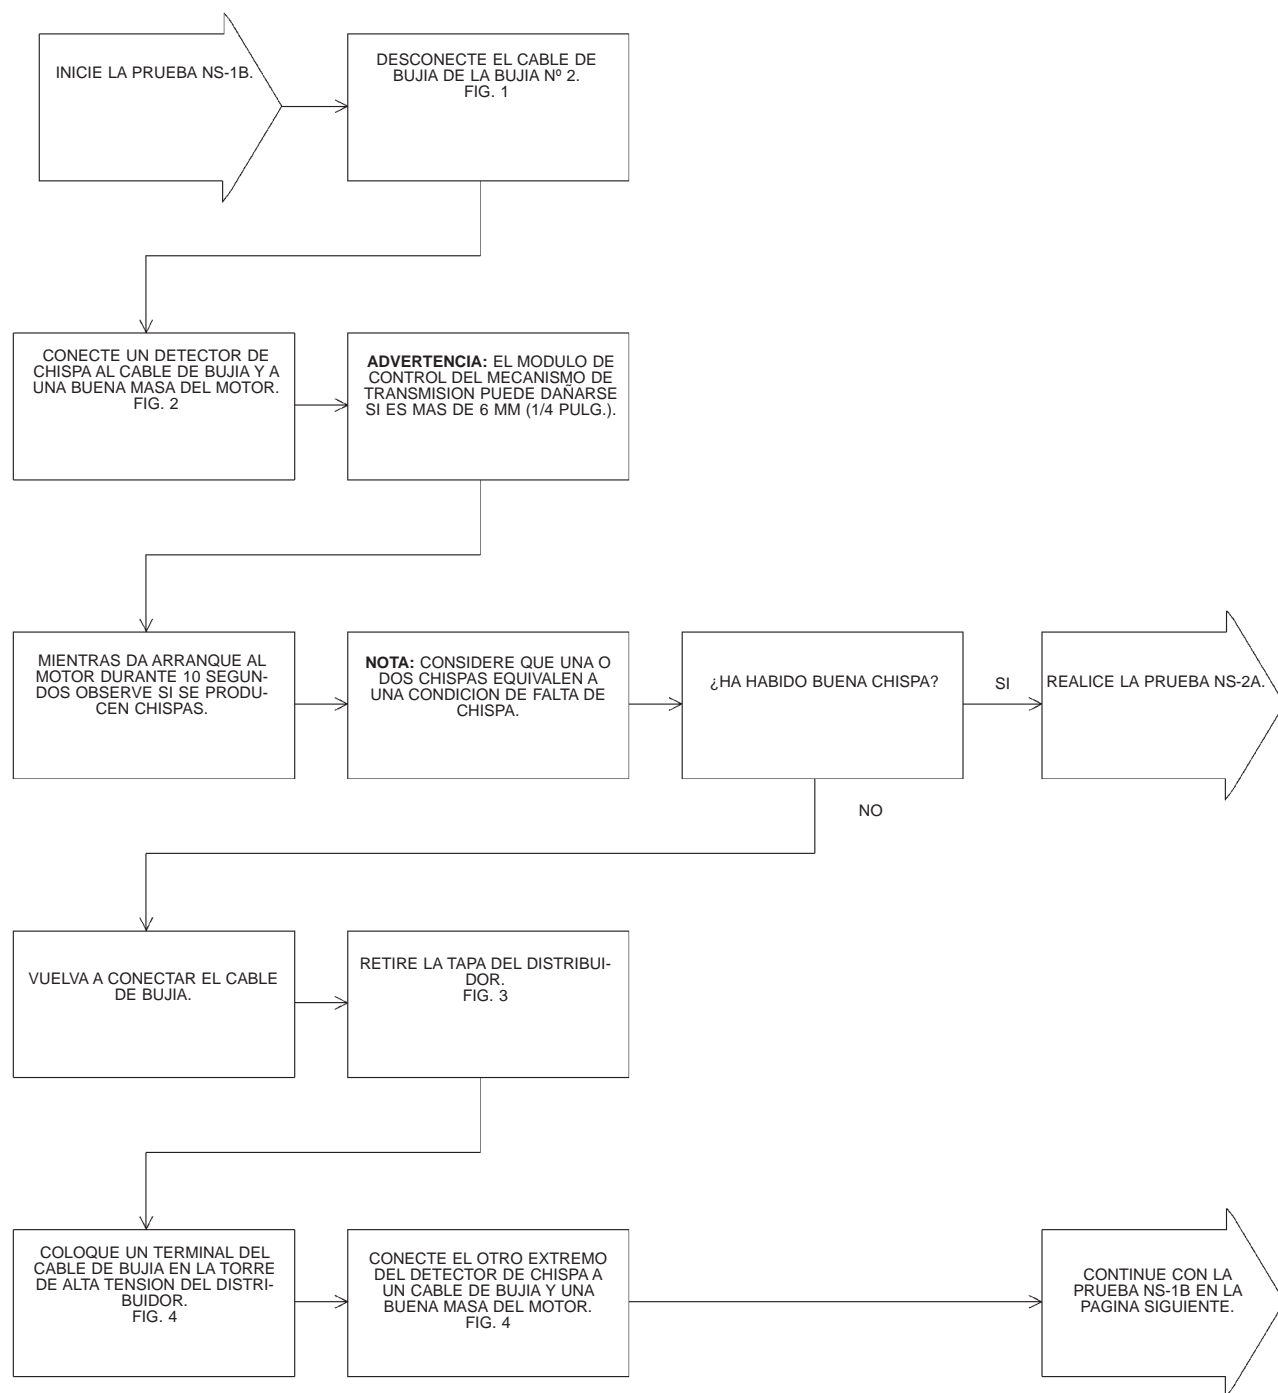 INICIE LA PRUEBA NS-1B.
DESCONECTE EL CABLE DE
BUJIA DE LA BUJIA Nº 2.
FIG. 1
CONECTE UN DETECTOR DE
CHISPA AL CABLE DE BUJIA Y A
UNA BUENA MASA DEL MOTOR.
FIG. 2
ADVERTENCIA: EL MODULO DE
CONTROL DEL MECANISMO DE
TRANSMISION PUEDE DAÑARSE
SI ES MAS DE 6 MM (1/4 PULG.).
MIENTRAS DA ARRANQUE AL
MOTOR DURANTE 10 SEGUN-
DOS OBSERVE SI SE PRODU-
CEN CHISPAS.
NOTA: CONSIDERE QUE UNA O
DOS CHISPAS EQUIVALEN A
UNA CONDICION DE FALTA DE
CHISPA.
¿HA HABIDO BUENA CHISPA?
SI
REALICE LA PRUEBA NS-2A.
NO
VUELVA A CONECTAR EL CABLE
DE BUJIA.
RETIRE LA TAPA DEL DISTRIBUI-
DOR.
FIG. 3
COLOQUE UN TERMINAL DEL
CABLE DE BUJIA EN LA TORRE
DE ALTA TENSION DEL DISTRI-
BUIDOR.
FIG. 4
CONECTE EL OTRO EXTREMO
DEL DETECTOR DE CHISPA A
UN CABLE DE BUJIA Y UNA
BUENA MASA DEL MOTOR.
FIG. 4
CONTINUE CON LA
PRUEBA NS-1B EN LA
PAGINA SIGUIENTE.